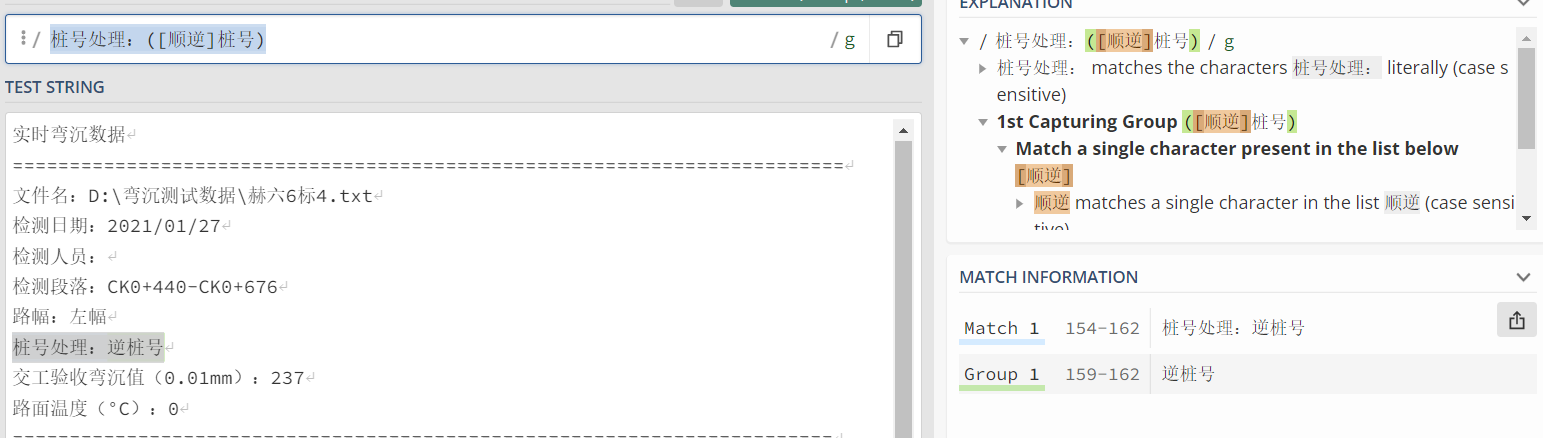 / 桩号处理：([顺逆]桩号) / g
TEST STRING
实时弯沉数据
=========================================================================
文件名：D:\弯沉测试数据\赫六6标4.txt
检测日期：2021/01/27
检测人员：
检测段落：CK0+440-CK0+676
路幅：左幅
桩号处理：逆桩号
交工验收弯沉值（0.01mm）：237
路面温度（°C）：0
========================================================================
EXPLANATION
/ 桩号处理：([顺逆]桩号) / g
桩号处理： matches the characters 桩号处理： literally (case s
ensitive)
1st Capturing Group ([顺逆]桩号)
Match a single character present in the list below
[顺逆]
顺逆 matches a single character in the list 顺逆 (case sensi
tive)
MATCH INFORMATION
Match 1 154-162 桩号处理：逆桩号
Group 1 159-162 逆桩号